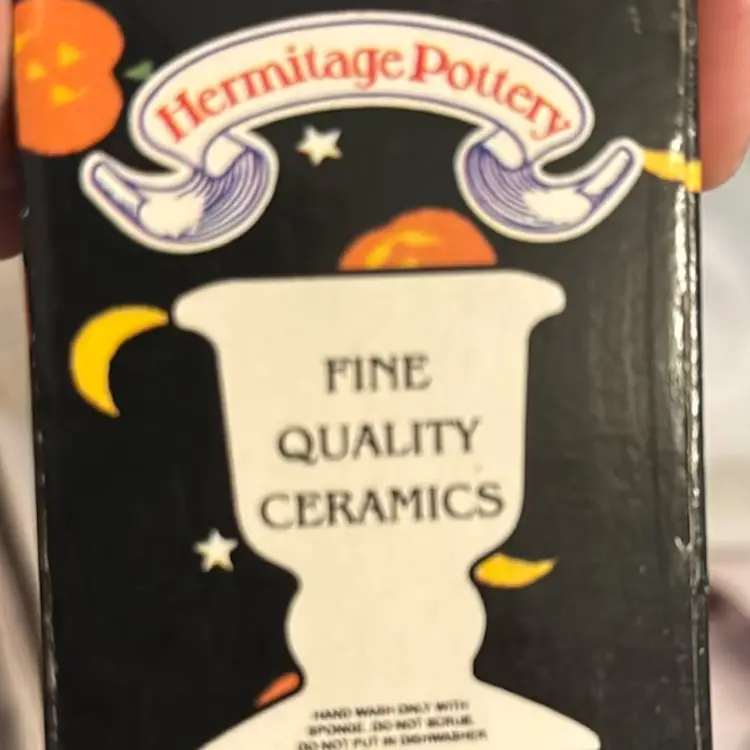 Hermitage Pottery
FINE
QUALITY
CERAMICS
HAND WASH ONLY WITH
SPONGE. DO NOT SCRUB.
DO NOT PUT IN DISHWASHER